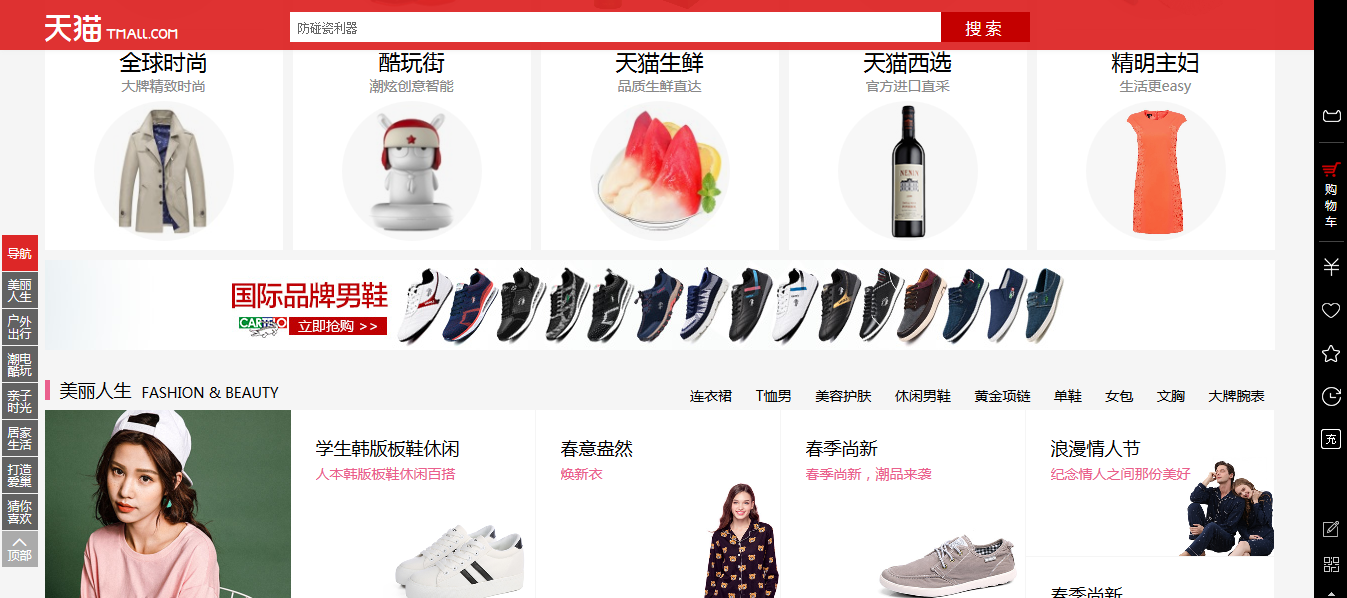 天猫 TMALL.COM
防碰瓷利器
搜索
全球时尚
大牌精致时尚
酷玩街
潮炫创意智能
天猫生鲜
品质生鲜直达
天猫西选
官方进口直采
精明主妇
生活更easy
NENIN
国际品牌男鞋
CARTELO 立即抢购 >>
导航
美丽
人生
户外
出行
潮电
酷玩
亲子
时光
居家
生活
打造
爱巢
猜你
喜欢
顶部
美丽人生 FASHION & BEAUTY
连衣裙 T恤男 美容护肤 休闲男鞋 黄金项链 单鞋 女包 文胸 大牌腕表
学生韩版板鞋休闲
人本韩版板鞋休闲百搭
春意盎然
焕新衣
春季尚新
春季尚新，潮品来袭
浪漫情人节
纪念情人之间那份美好
春季尚新
购
物
车
充